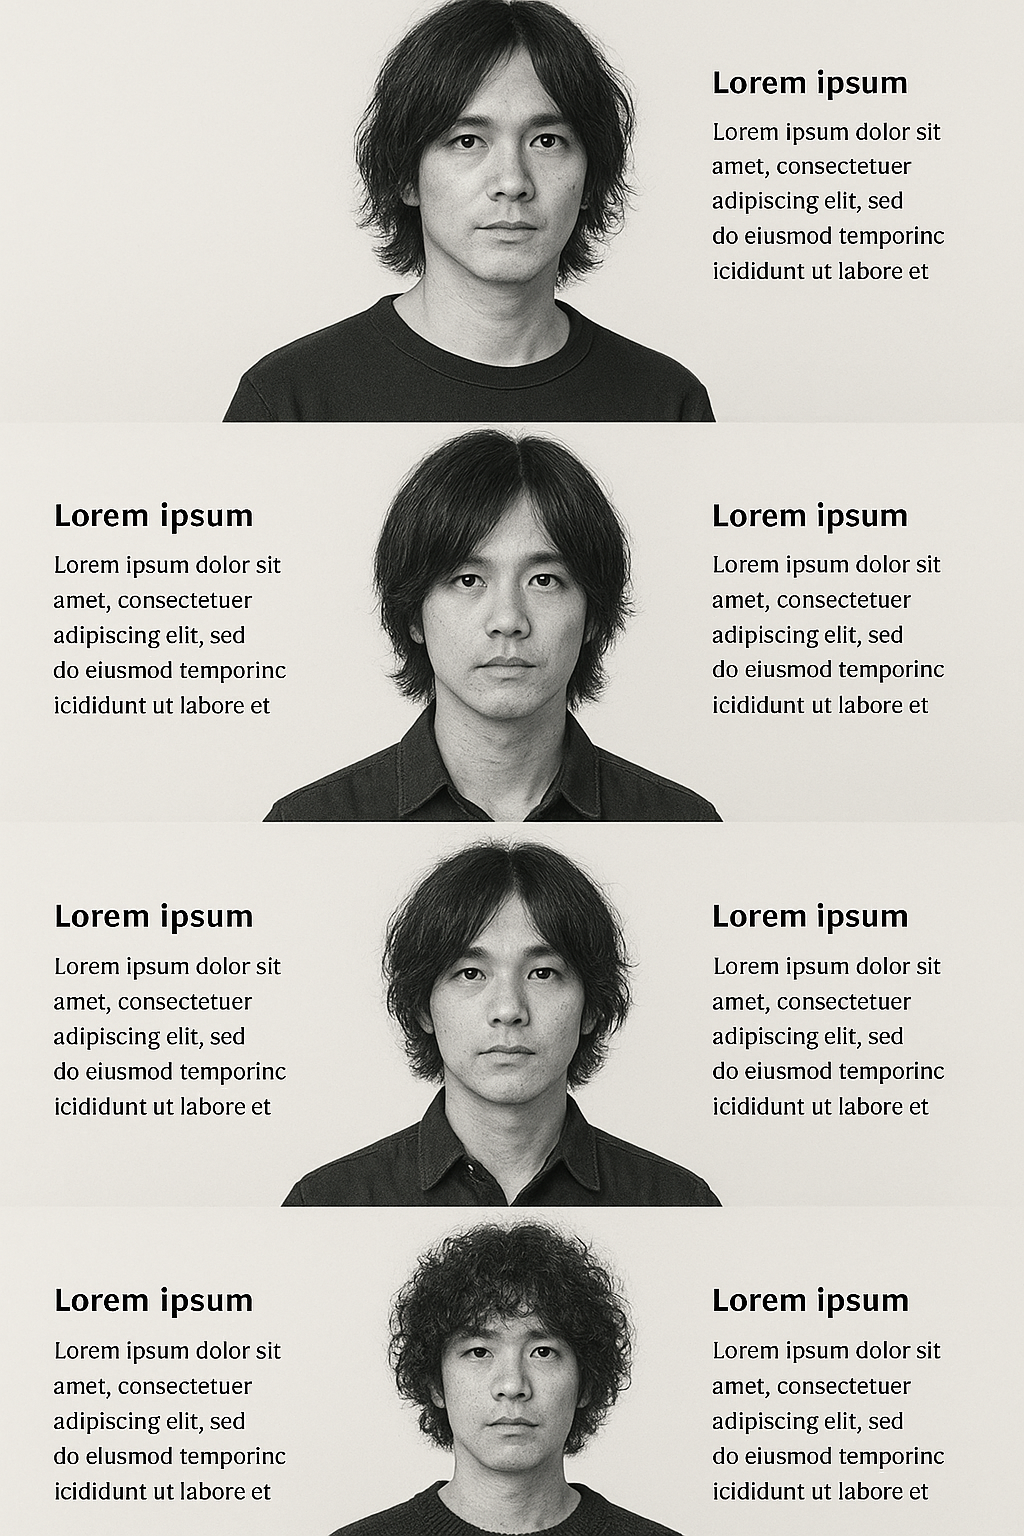 Lorem ipsum
Lorem ipsum dolor sit
amet, consectetuer
adipiscing elit, sed
do eiusmod temporinc
icididunt ut labore et
Lorem ipsum
Lorem ipsum dolor sit
amet, consectetuer
adipiscing elit, sed
do eiusmod temporinc
icididunt ut labore et
Lorem ipsum
Lorem ipsum dolor sit
amet, consectetuer
adipiscing elit, sed
do eiusmod temporinc
icididunt ut labore et
Lorem ipsum
Lorem ipsum dolor sit
amet, consectetuer
adipiscing elit, sed
do eiusmod temporinc
icididunt ut labore et
Lorem ipsum
Lorem ipsum dolor sit
amet, consectetuer
adipiscing elit, sed
do eiusmod temporinc
icididunt ut labore et
Lorem ipsum
Lorem ipsum dolor sit
amet, consectetuer
adipiscing elit, sed
do elusmod temporinc
icididunt ut labore et
Lorem ipsum
Lorem ipsum dolor sit
amet, consectetuer
adipiscing elit, sed
do eiusmod temporinc
icididunt ut labore et